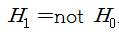 H₁ = not H₀.